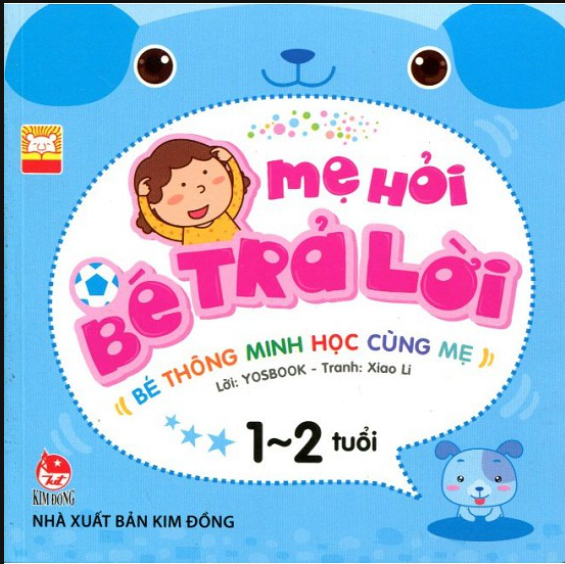 mẹ Hỏi
Bé TRẢ LỜI
BÉ THÔNG MINH HỌC CÙNG MẸ
Lời: YOSBOOK - Tranh: Xiao Li
1~2 tuổi
KIM ĐỒNG
NHÀ XUẤT BẢN KIM ĐỒNG